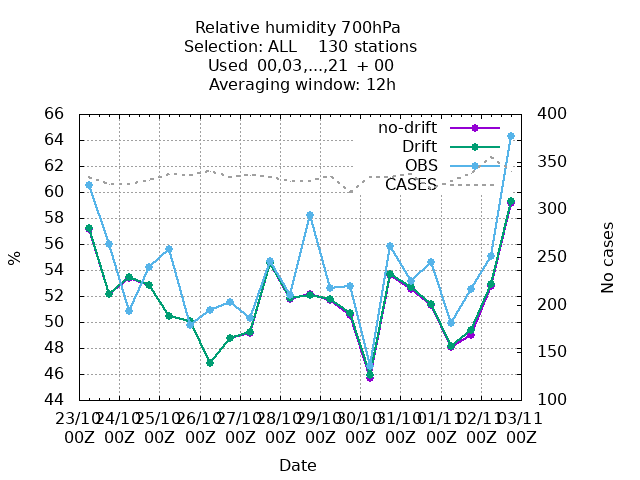 Relative humidity 700hPa
Selection: ALL    130 stations
Used  00,03,...,21  + 00
Averaging window: 12h
66 400
64
62 350
60
58 300
56
54 250
52
50 200
48
46 150
44 100
no-drift
Drift
OBS
CASES
%
No cases
23/10 24/10 25/10 26/10 27/10 28/10 29/10 30/10 31/10 01/11 02/11 03/11
00Z 00Z 00Z 00Z 00Z 00Z 00Z 00Z 00Z 00Z 00Z 00Z
Date